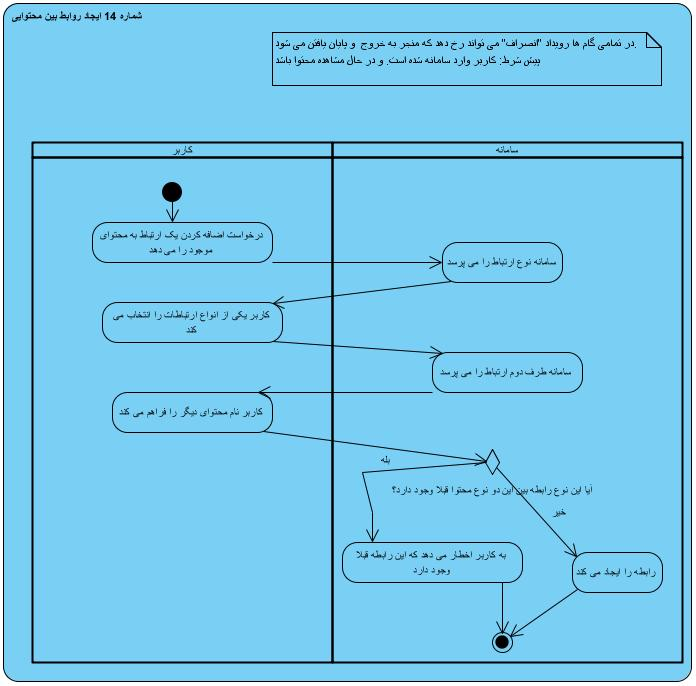 شماره 14 ایجاد روابط بین محتوایی
در تمامی گام ها رویداد "انصراف" می تواند رخ دهد که منجر به خروج و پایان یافتن می شود.
پیش شرط: کاربر وارد سامانه شده است. و در حال مشاهده محتوا باشد
کاربر
سامانه
درخواست اضافه کردن یک ارتباط به محتوای
موجود را می دهد
سامانه نوع ارتباط را می پرسد
کاربر یکی از انواع ارتباطات را انتخاب می
کند
سامانه طرف دوم ارتباط را می پرسد
کاربر نام محتوای دیگر را فراهم می کند
بله
آیا این نوع رابطه بین این دو نوع محتوا قبلا وجود دارد؟
خیر
به کاربر اخطار می دهد که این رابطه قبلا
وجود دارد
رابطه را ایجاد می کند